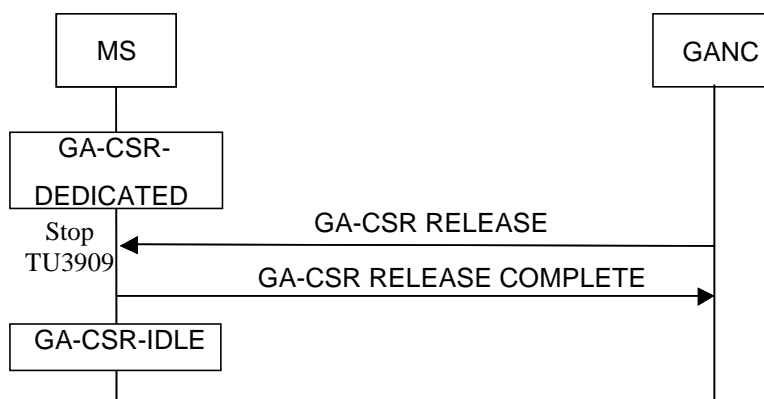 MS
GANC
GA-CSR-
DEDICATED
GA-CSR RELEASE
Stop
TU3909
GA-CSR RELEASE COMPLETE
GA-CSR-IDLE